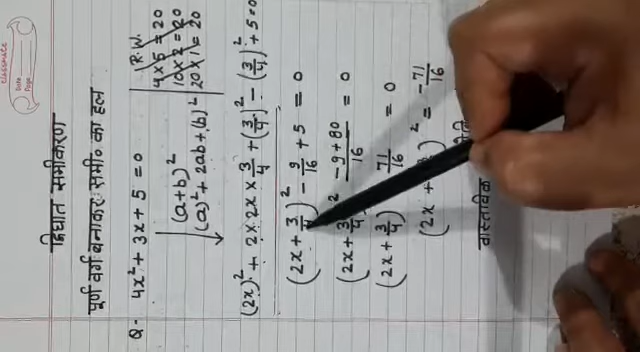 classmate
Date
Page
द्विघात समीकरण
पूर्ण वर्ग बनाकर समी० का हल
Q- 4x² + 3x + 5 = 0
R.W.
4 × 5 = 20
10 × 2 = 20
20 × 1 = 20
(a+b)²
(a)² + 2ab + (b)²
(2x)² + 2 × 2x × 3/4 + (3/4)² - (3/4)² + 5 = 0
(2x + 3/4)² - 9/16 + 5 = 0
(2x + 3/4)² - 9 + 80/16 = 0
(2x + 3/4) 71/16 = 0
(2x + )² = -71/16
वास्तविक